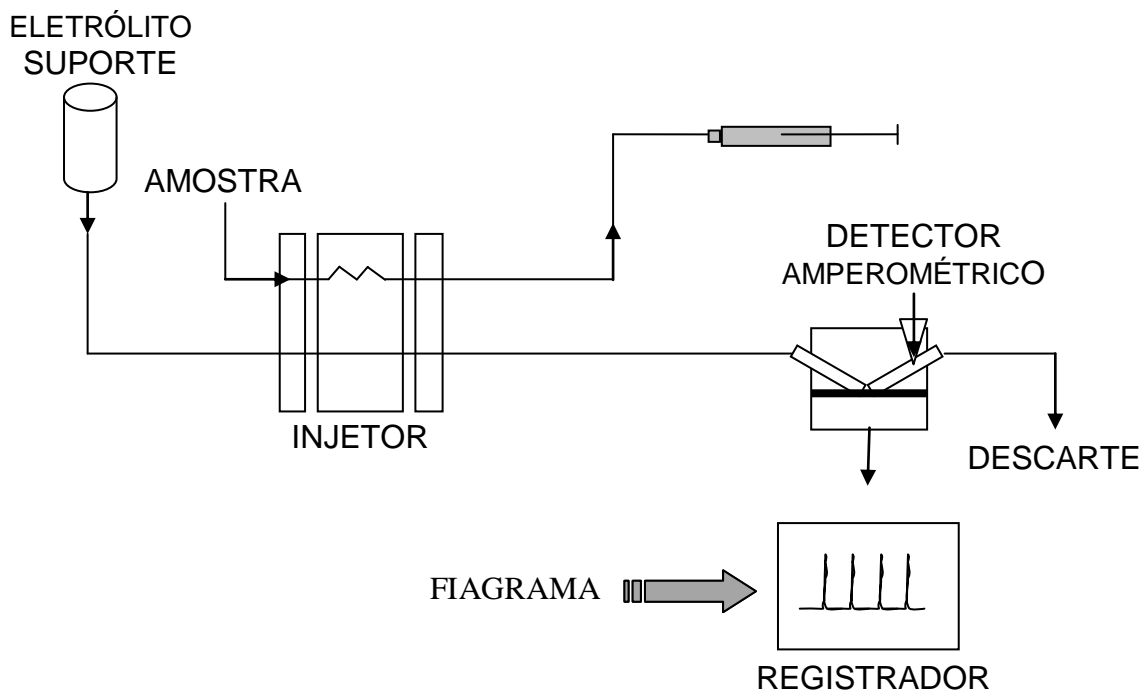 ELETRÓLITO
SUPORTE
AMOSTRA
DETECTOR
AMPEROMÉTRICO
INJETOR
DESCARTE
FIAGRAMA
REGISTRADOR